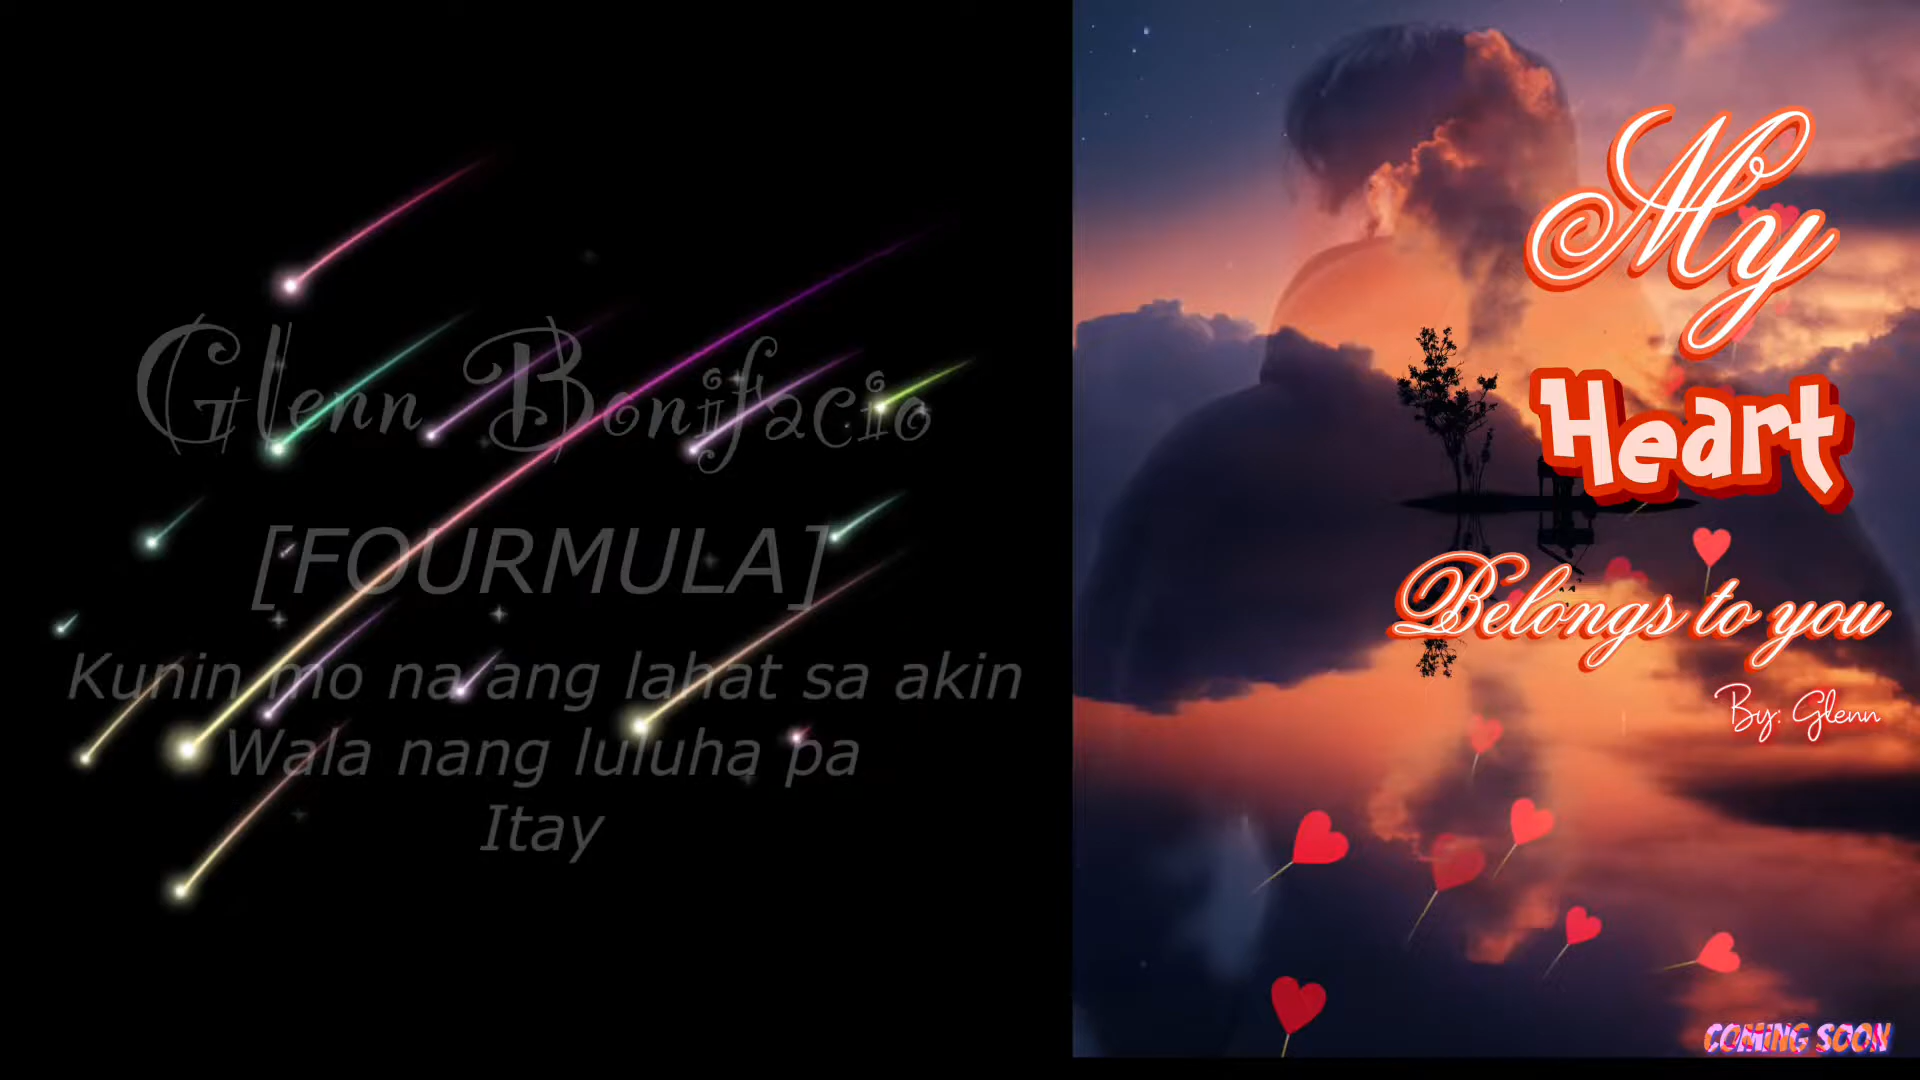 Glenn Bonifacio
[FOURMULA]
Kunin mo na ang lahat sa akin
Wala nang luluha pa
Itay
My
Heart
Belongs to you
By: Glenn
COMING SOON